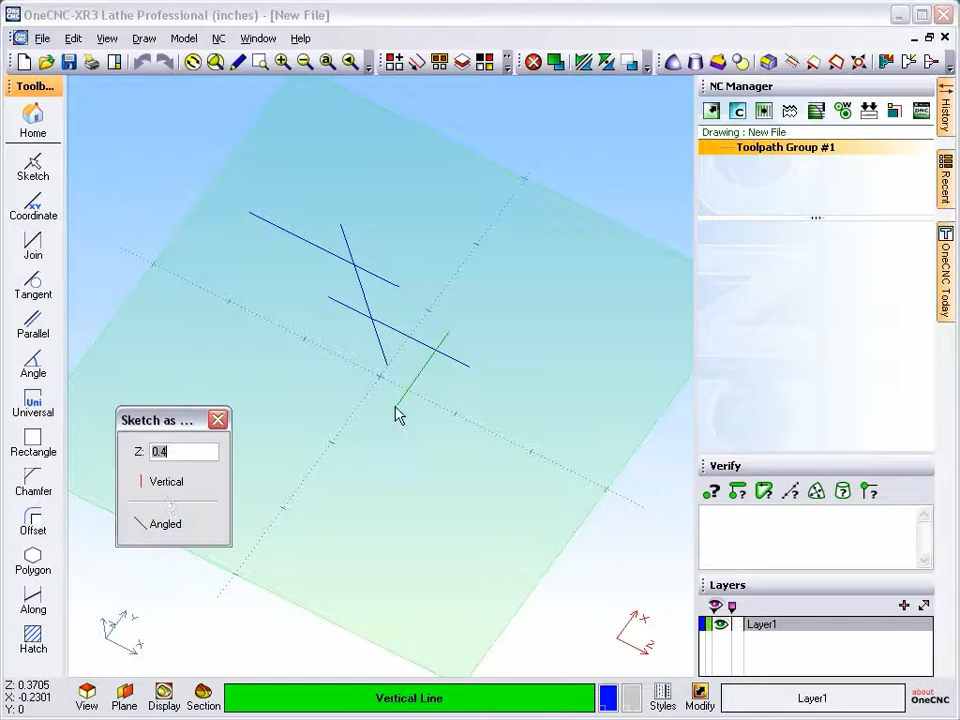 OneCNC-XR3 Lathe Professional (inches) - [New File]
File Edit View Draw Model NC Window Help
Toolb...
Home
Sketch
Coordinate
Join
Tangent
Parallel
Angle
Uni
Universal
Rectangle
Chamfer
Offset
Polygon
Along
Hatch
Sketch as ...
Z: 0.4
Vertical
Angled
Y
X
X
Z
NC Manager
Drawing : New File
Toolpath Group #1
Verify
Layers
Layer1
History
Recent
OneCNC Today
Z: 0.3705
X: -0.2301
Y: 0
View
Plane
Display
Section
Vertical Line
Styles
Modify
Layer1
about
OneCNC